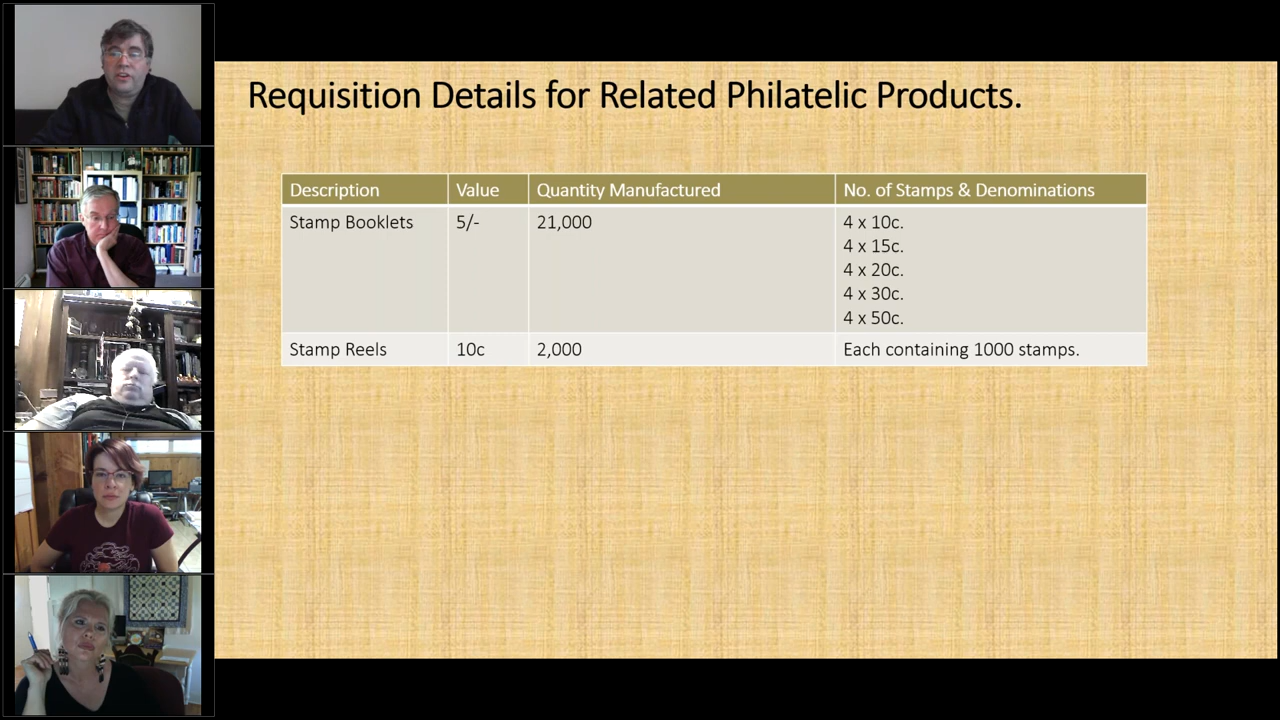 Requisition Details for Related Philatelic Products.
Description Value Quantity Manufactured No. of Stamps & Denominations
Stamp Booklets 5/- 21,000 4 x 10c.
4 x 15c.
4 x 20c.
4 x 30c.
4 x 50c.
Stamp Reels 10c 2,000 Each containing 1000 stamps.